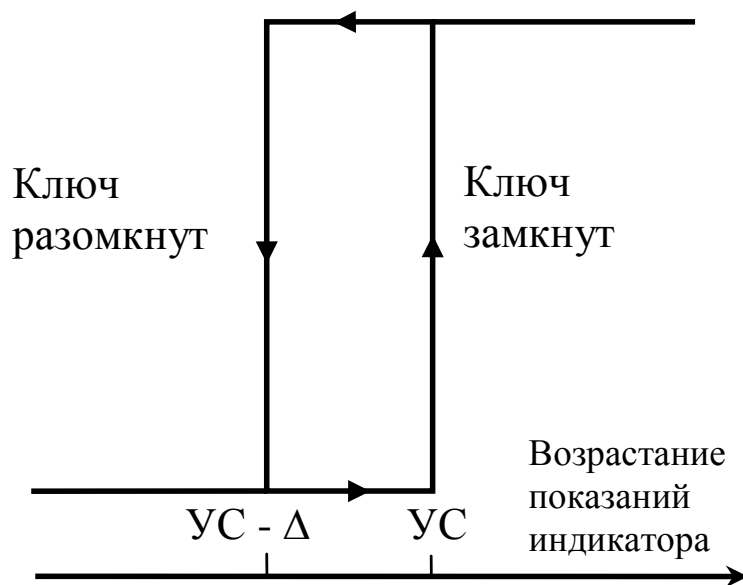 Ключ
разомкнут
Ключ
замкнут
УС - Δ
УС
Возрастание
показаний
индикатора